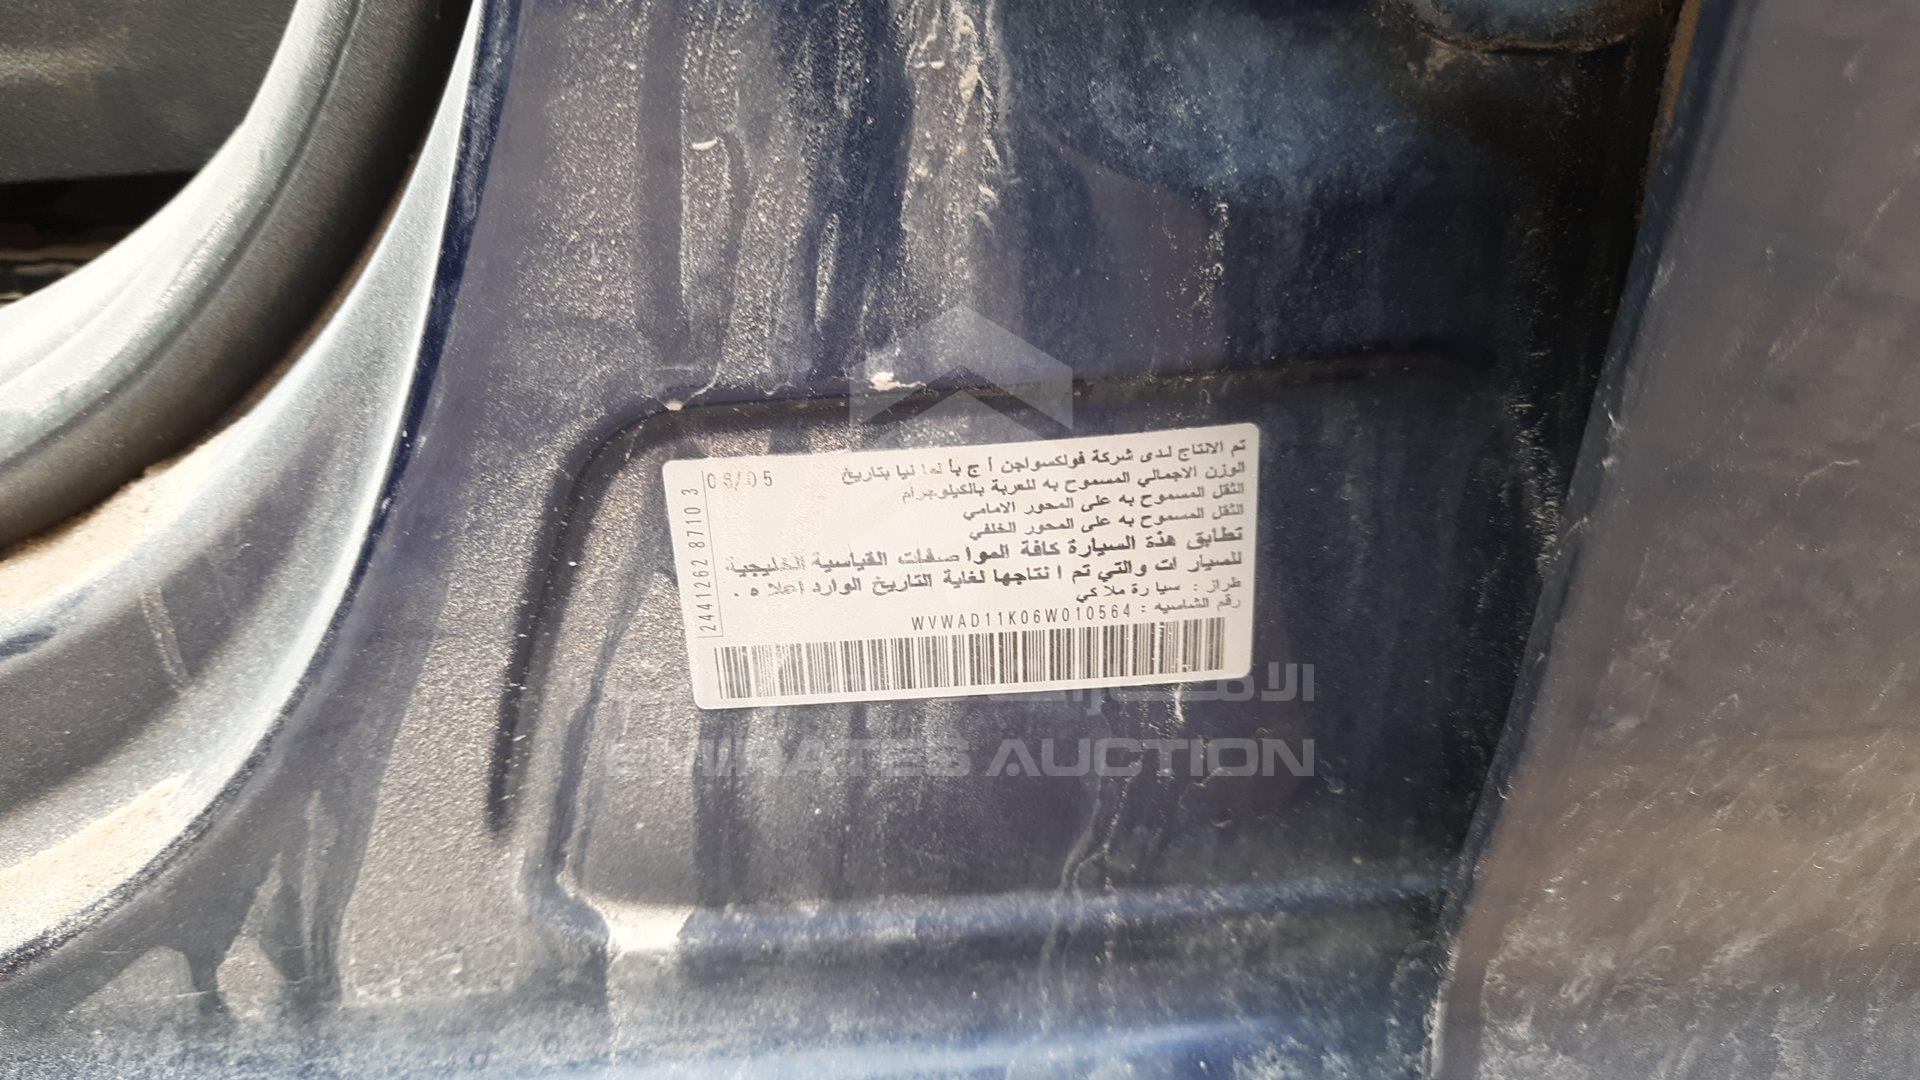 تم الانتاج لدى شركة فولكسواجن أ ج بألمانيا بتاريخ 06/05
الوزن الاجمالي المسموح به للعربة بالكيلوجرام
الثقل المسموح به على المحور الامامي
الثقل المسموح به على المحور الخلفي
تطابق هذة السيارة كافة المواصفات القياسية الخليجية
للسيارات والتي تم انتاجها لغاية التاريخ الوارد اعلاه .
طراز : سيارة ملاكي
رقم الشاسيه : WVWAD11K06W010564
2441262 8710 3
EMIRATES AUCTION